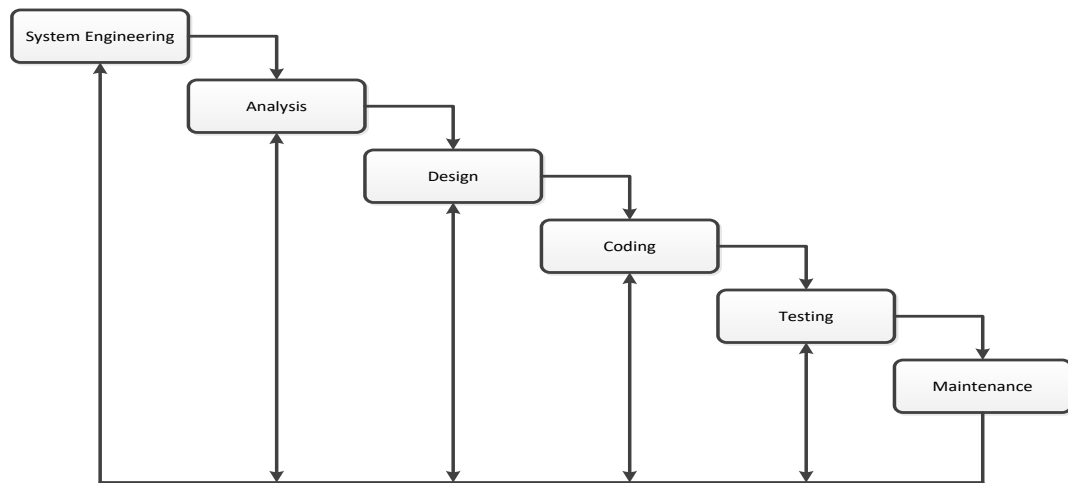 System Engineering
Analysis
Design
Coding
Testing
Maintenance